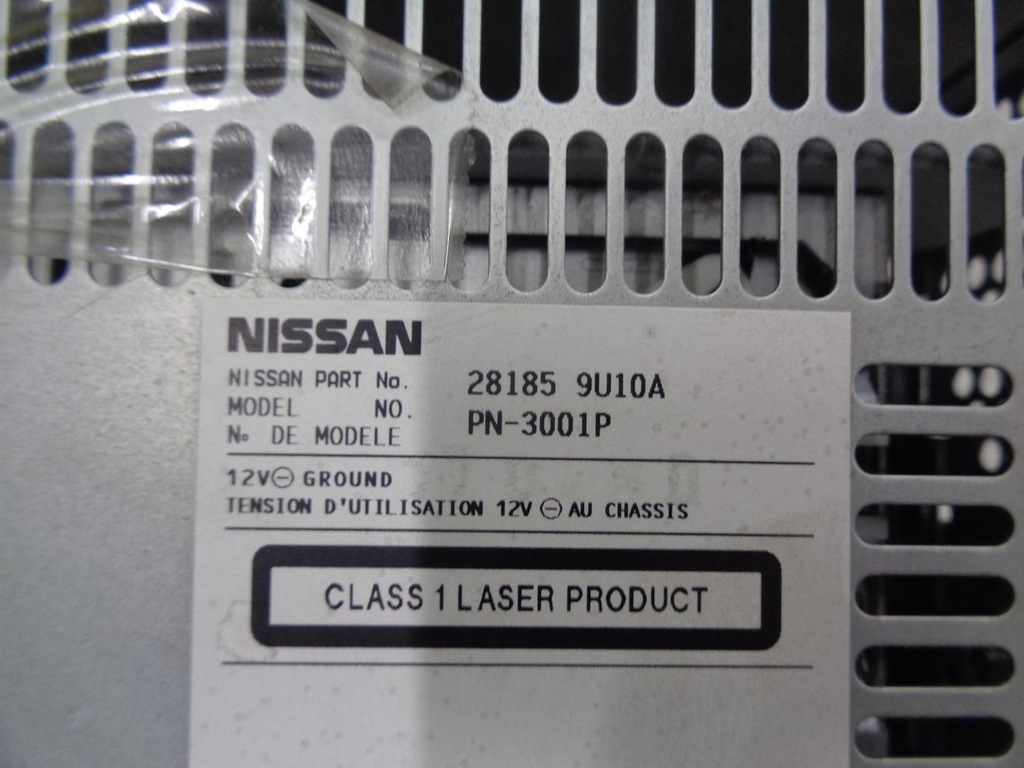 NISSAN
NISSAN PART No. 28185 9U10A
MODEL NO. PN-3001P
No DE MODELE
12V⊖ GROUND
TENSION D'UTILISATION 12V ⊖ AU CHASSIS
CLASS 1 LASER PRODUCT